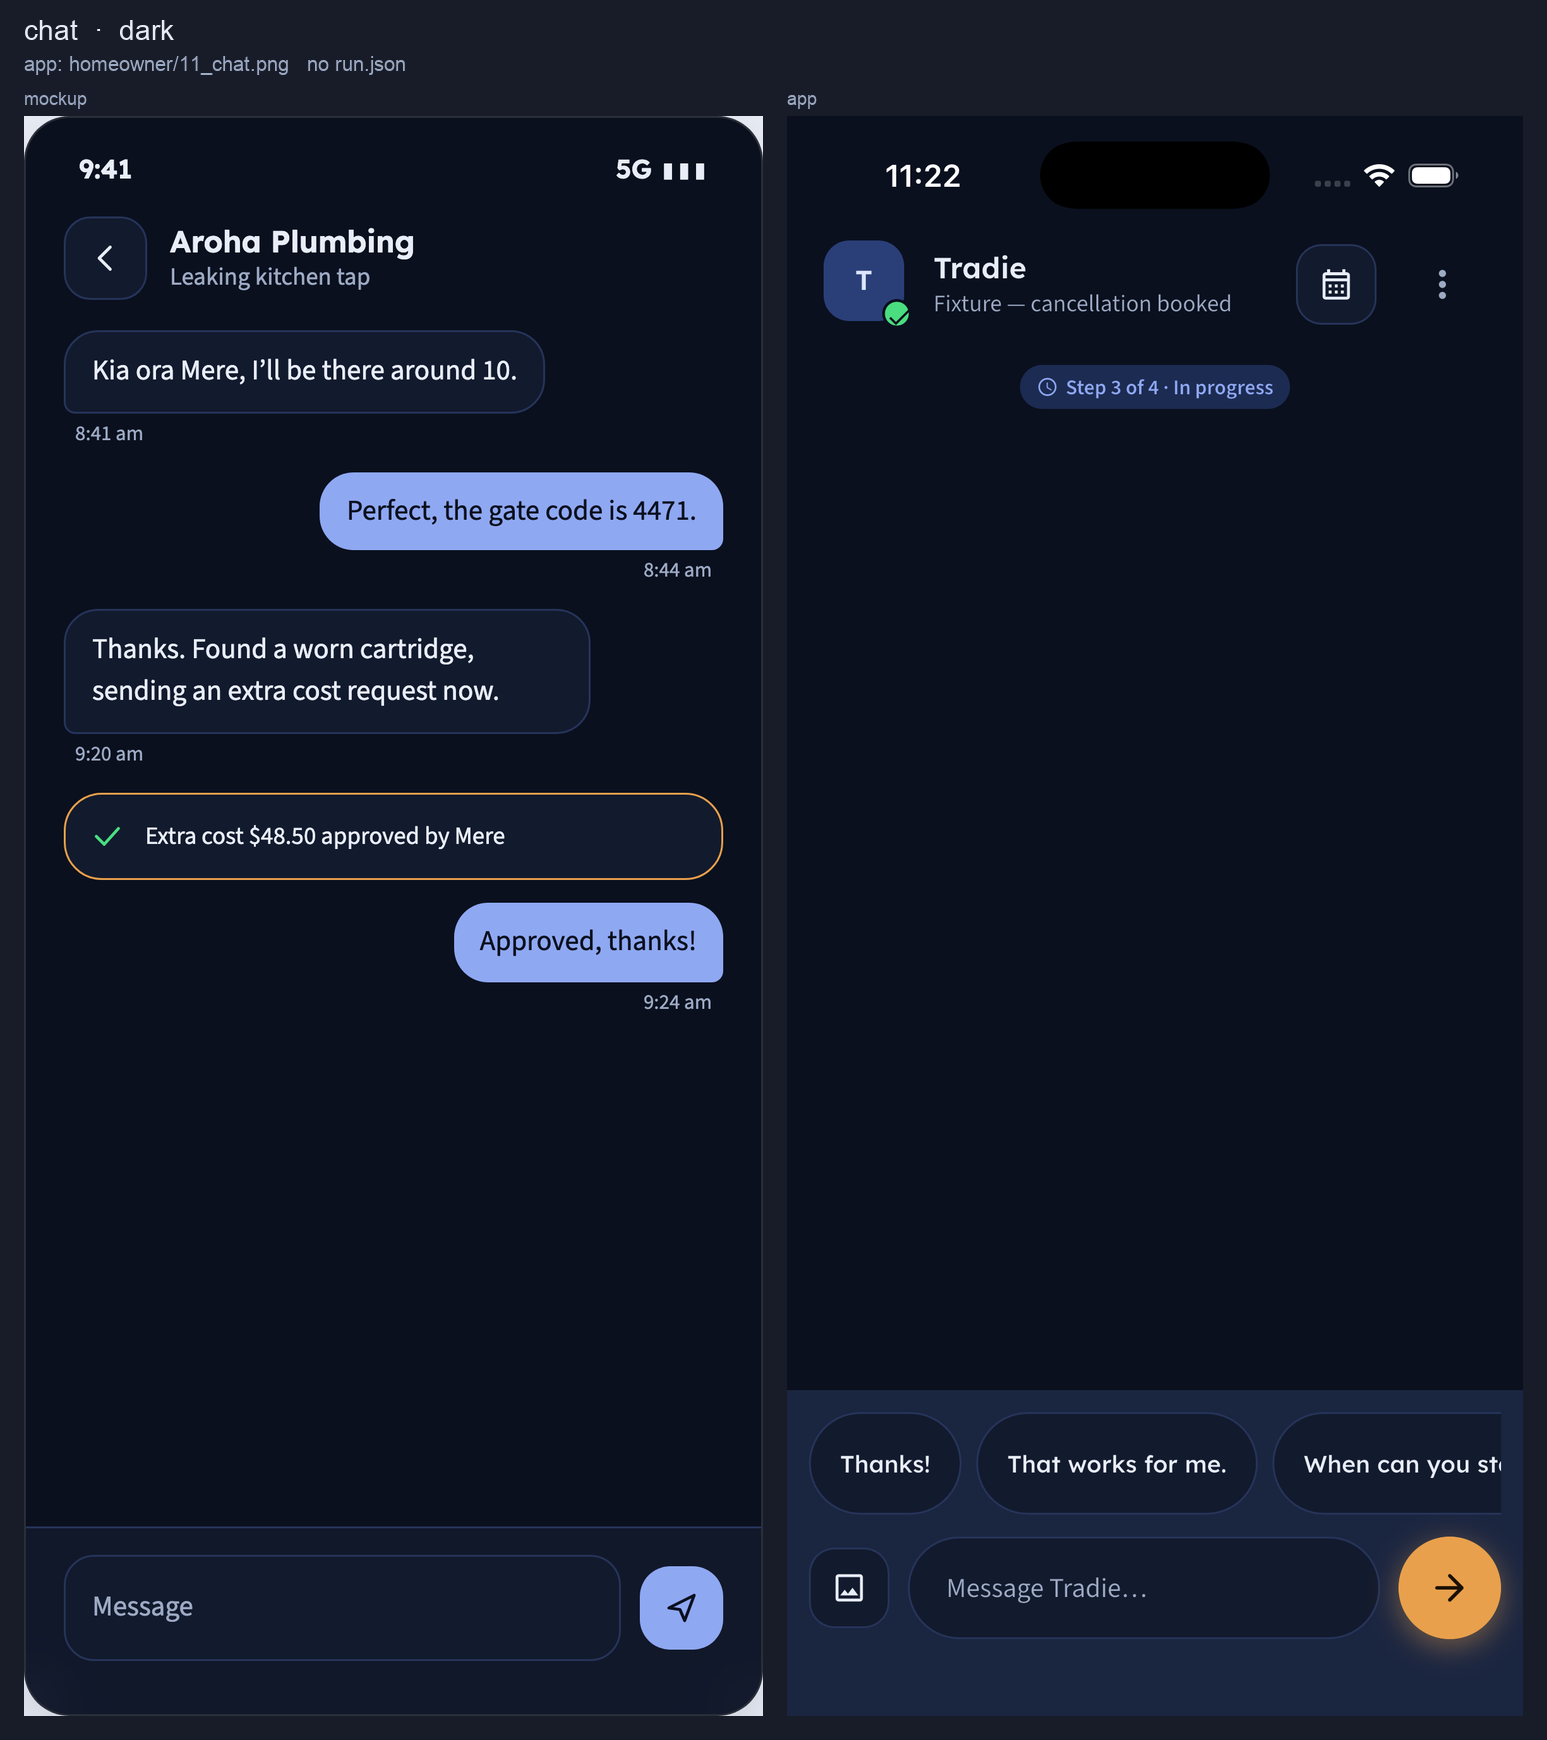 chat · dark
app: homeowner/11_chat.png no run.json
mockup
9:41
5G
Aroha Plumbing
Leaking kitchen tap
Kia ora Mere, I’ll be there around 10.
8:41 am
Perfect, the gate code is 4471.
8:44 am
Thanks. Found a worn cartridge,
sending an extra cost request now.
9:20 am
Extra cost $48.50 approved by Mere
Approved, thanks!
9:24 am
Message
app
11:22
T
Tradie
Fixture — cancellation booked
Step 3 of 4 · In progress
Thanks!
That works for me.
When can you st
Message Tradie…